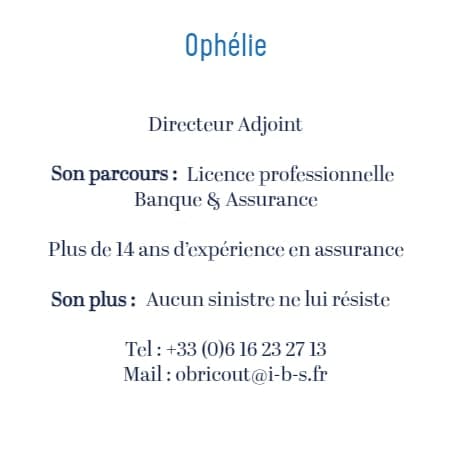 Ophélie
Directeur Adjoint
Son parcours : Licence professionnelle
Banque & Assurance
Plus de 14 ans d'expérience en assurance
Son plus : Aucun sinistre ne lui résiste
Tel : +33 (0)6 16 23 27 13
Mail : obricout@i-b-s.fr